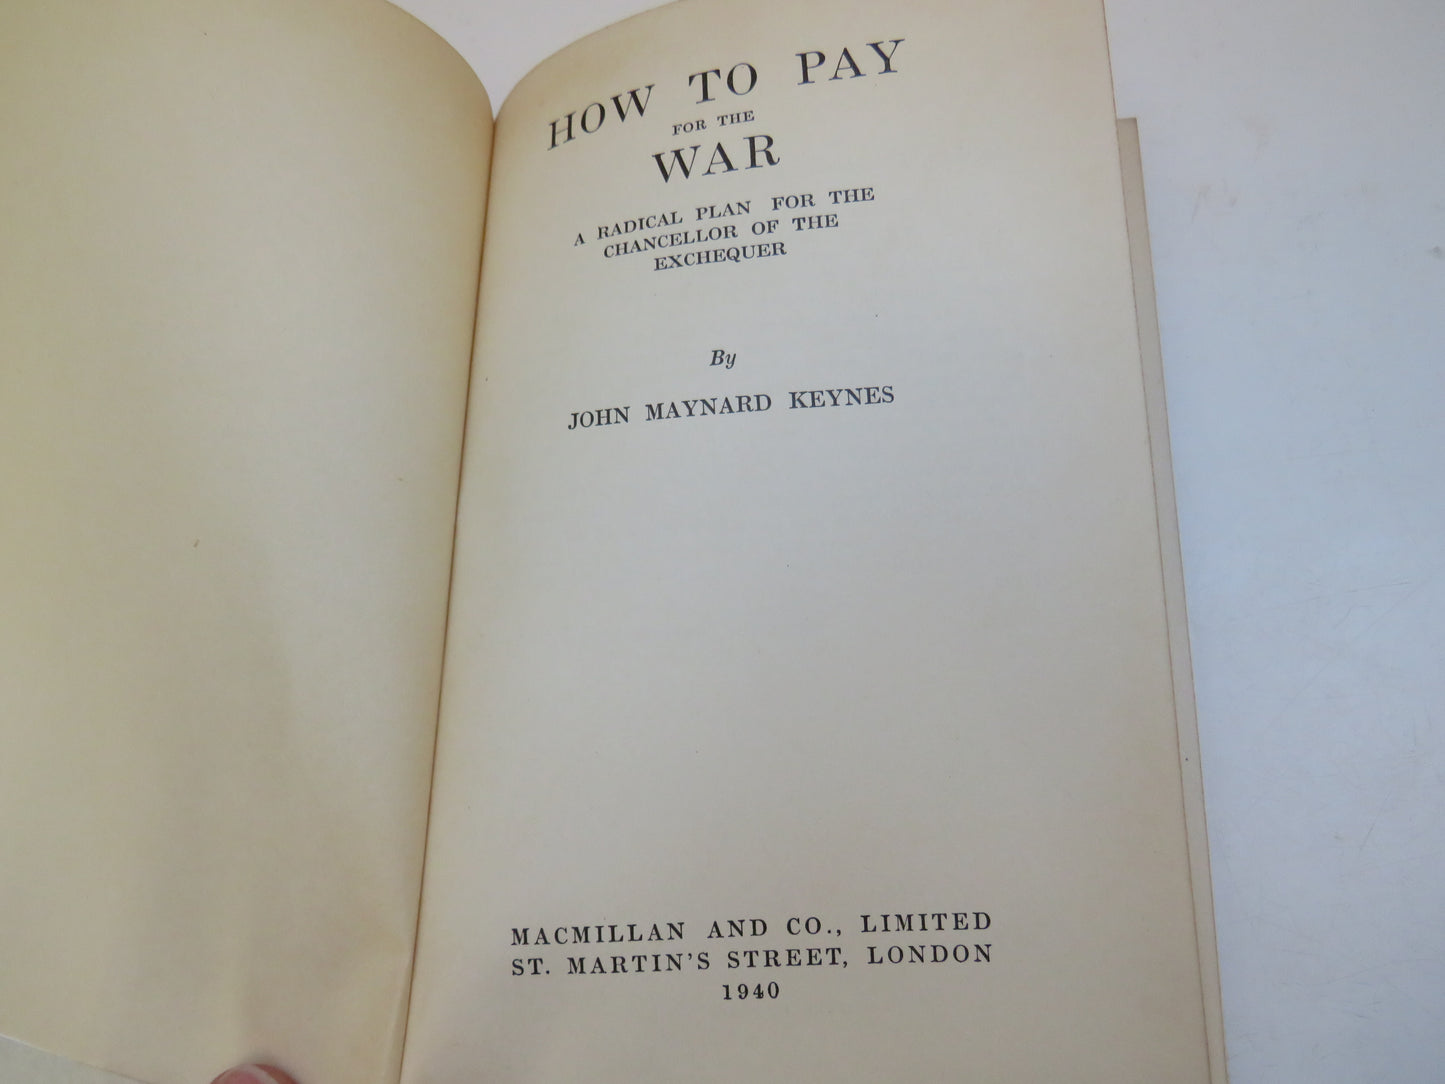 HOW TO PAY
FOR THE
WAR
A RADICAL PLAN FOR THE
CHANCELLOR OF THE
EXCHEQUER
By
JOHN MAYNARD KEYNES
MACMILLAN AND CO., LIMITED
ST. MARTIN'S STREET, LONDON
1940